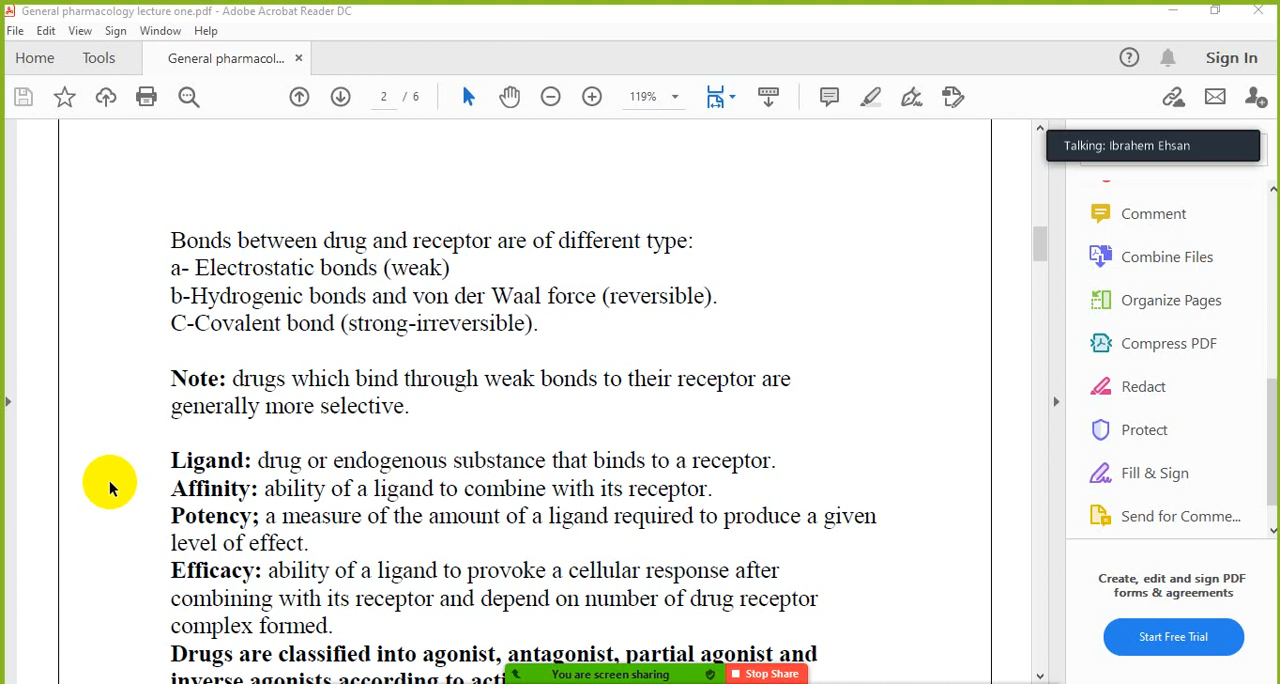 General pharmacology lecture one.pdf - Adobe Acrobat Reader DC
File Edit View Sign Window Help
Home Tools General pharmacol... × Sign In
2 / 6 119%
Talking: Ibrahem Ehsan
Bonds between drug and receptor are of different type:
a- Electrostatic bonds (weak)
b-Hydrogenic bonds and von der Waal force (reversible).
C-Covalent bond (strong-irreversible).
Note: drugs which bind through weak bonds to their receptor are
generally more selective.
Ligand: drug or endogenous substance that binds to a receptor.
Affinity: ability of a ligand to combine with its receptor.
Potency; a measure of the amount of a ligand required to produce a given
level of effect.
Efficacy: ability of a ligand to provoke a cellular response after
combining with its receptor and depend on number of drug receptor
complex formed.
Drugs are classified into agonist, antagonist, partial agonist and
inverse agonists according to
You are screen sharing Stop Share
Comment
Combine Files
Organize Pages
Compress PDF
Redact
Protect
Fill & Sign
Send for Comme...
Create, edit and sign PDF
forms & agreements
Start Free Trial